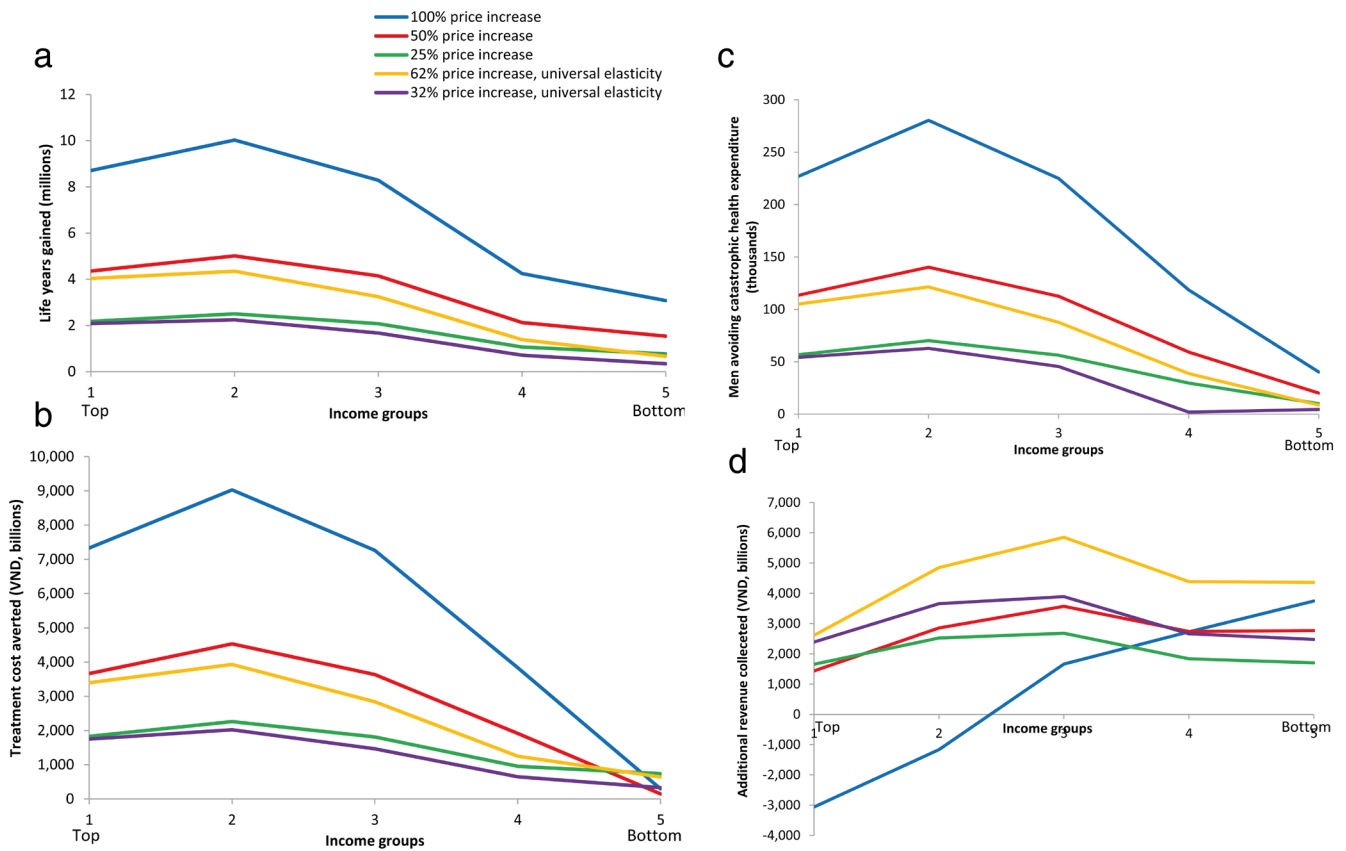 100% price increase
50% price increase
25% price increase
62% price increase, universal elasticity
32% price increase, universal elasticity
a
Life years gained (millions)
12
10
8
6
4
2
0
1
2
3
4
5
Top
Income groups
Bottom
b
Treatment cost averted (VND, billions)
10,000
9,000
8,000
7,000
6,000
5,000
4,000
3,000
2,000
1,000
0
1
2
3
4
5
Top
Income groups
Bottom
c
Men avoiding catastrophic health expenditure
(thousands)
300
250
200
150
100
50
0
1
2
3
4
5
Top
Income groups
Bottom
d
Additional revenue colleceted (VND, billions)
7,000
6,000
5,000
4,000
3,000
2,000
1,000
0
-1,000
-2,000
-3,000
-4,000
1
2
3
4
5
Top
Income groups
Bottom